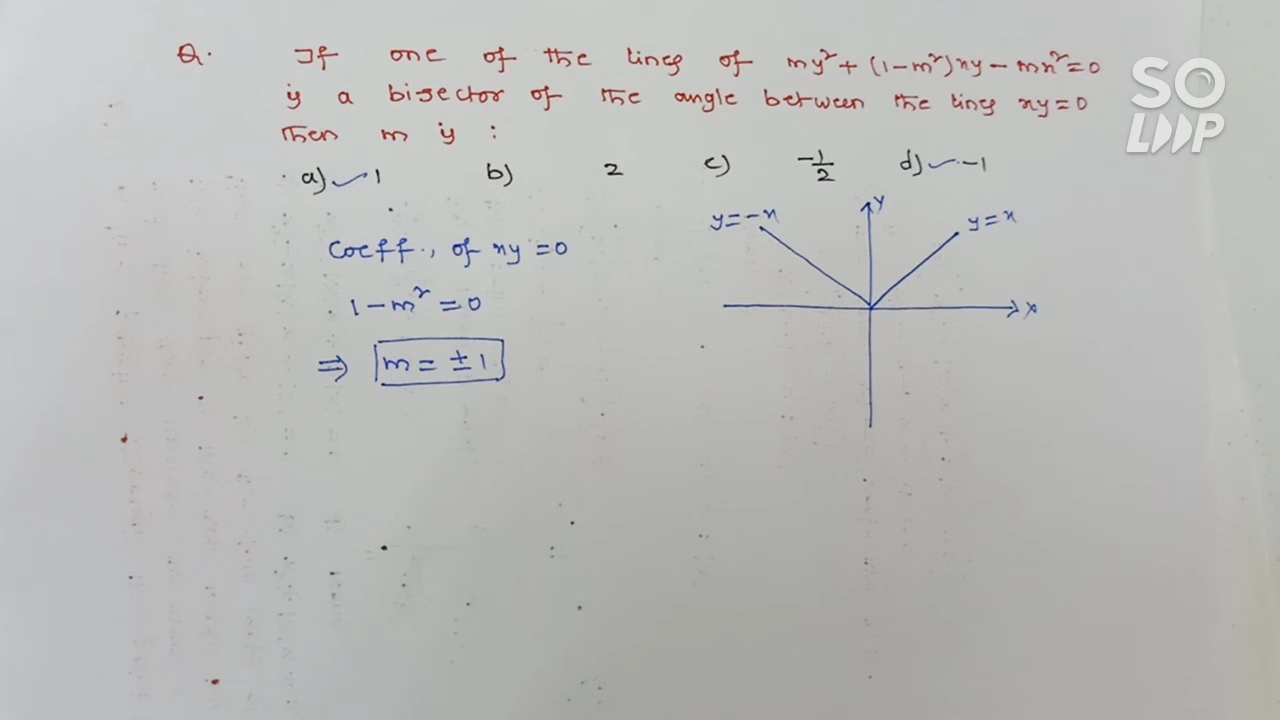 Q. If one of the lines of my²+(1-m²)xy-mx²=0
is a bisector of the angle between the lines xy=0
then m is :
a) ✓ 1 b) 2 c) -1/2 d) ✓ -1
y=-x Y y=x
coeff., of xy =0
1-m²=0
X
⇒ m = ±1
SO
LOOP